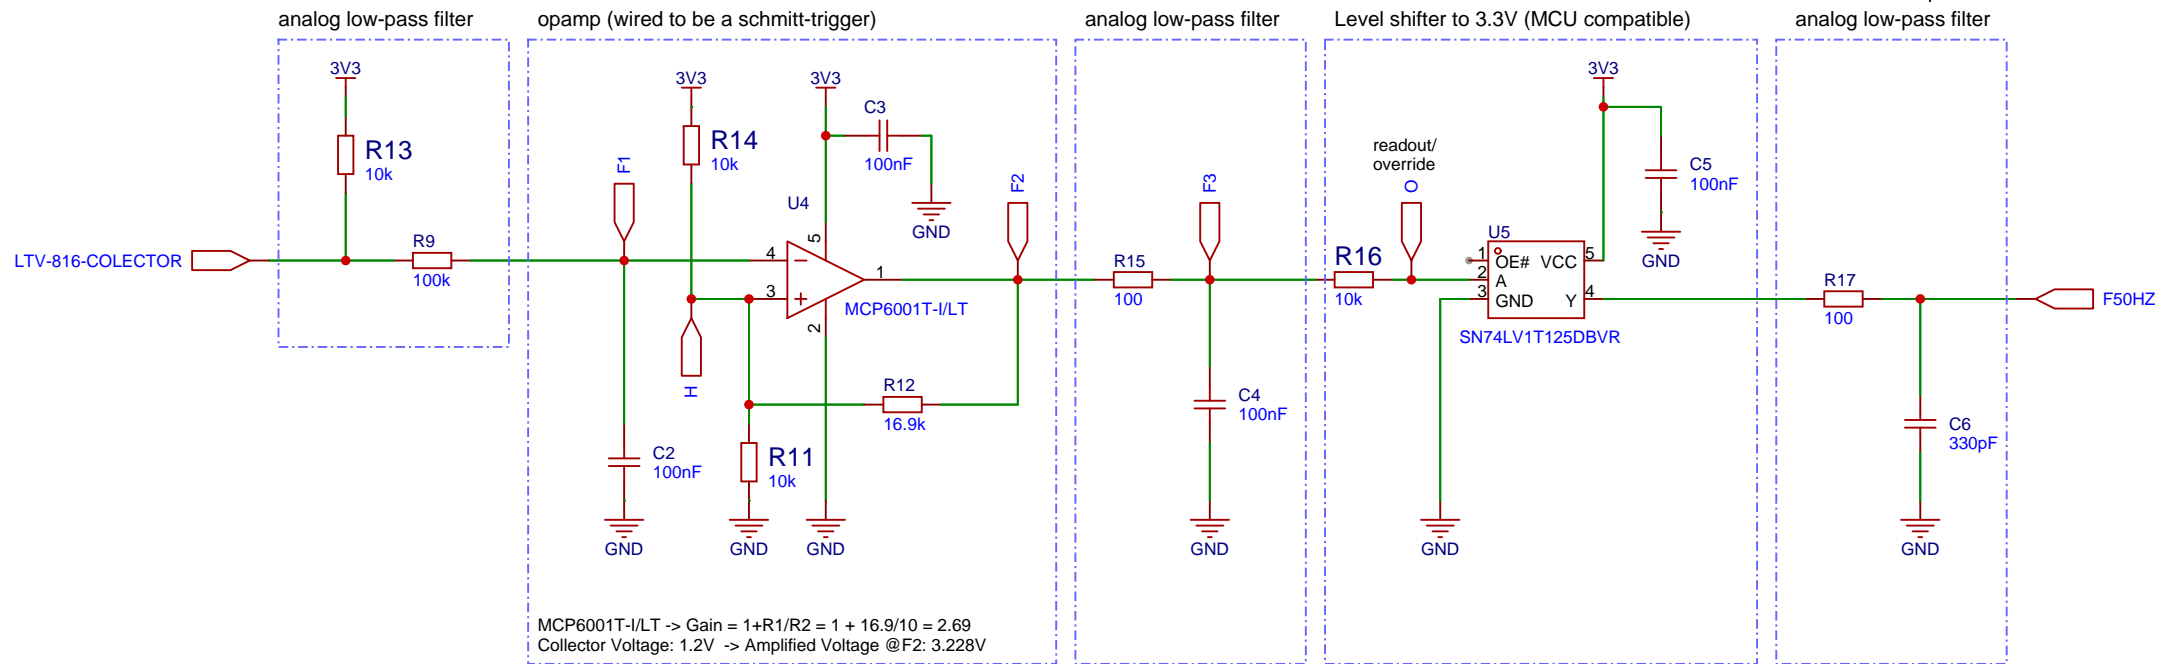 analog low-pass filter
opamp (wired to be a schmitt-trigger)
analog low-pass filter
Level shifter to 3.3V (MCU compatible)
analog low-pass filter
3V3
R13
10k
LTV-816-COLECTOR
R9
100k
3V3
R14
10k
F1
3V3
C3
100nF
GND
U4
5
4
3
1
2
MCP6001T-I/LT
F2
H
R12
16.9k
C2
100nF
R11
10k
GND
GND
GND
MCP6001T-I/LT -> Gain = 1+R1/R2 = 1 + 16.9/10 = 2.69
Collector Voltage: 1.2V -> Amplified Voltage @F2: 3.228V
F3
R15
100
C4
100nF
GND
readout/
override
O
R16
10k
3V3
C5
100nF
GND
U5
1
2
3
OE# VCC
A
GND Y
5
4
SN74LV1T125DBVR
GND
R17
100
C6
330pF
GND
F50HZ